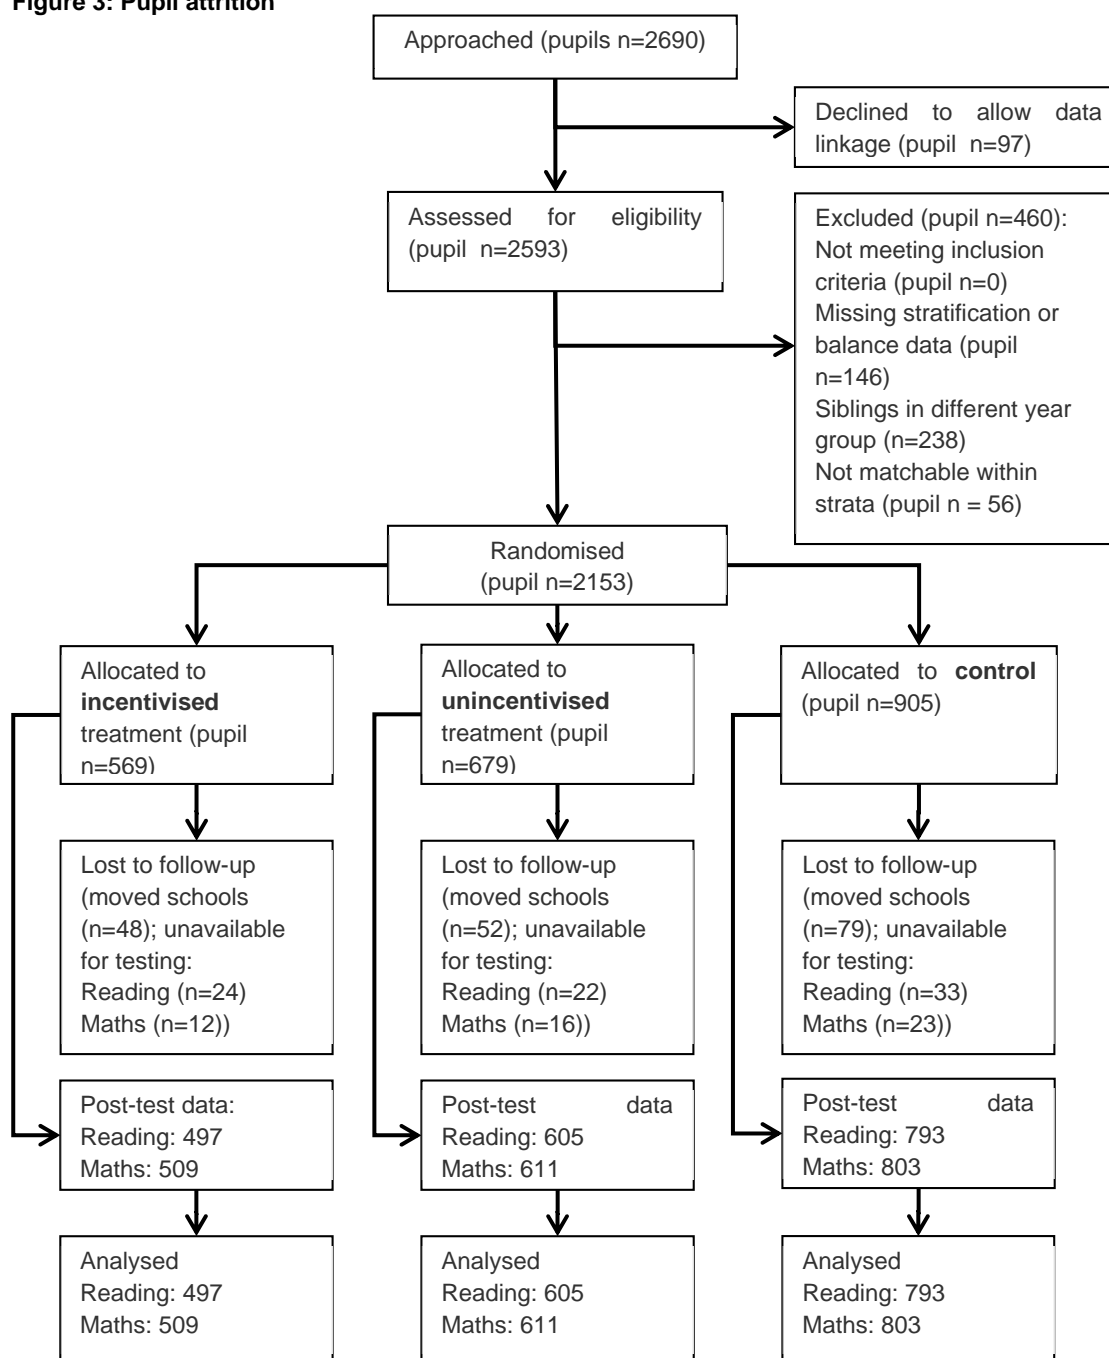 Figure 3: Pupil attrition
Approached (pupils n=2690)
Declined to allow data
linkage (pupil n=97)
Assessed for eligibility
(pupil n=2593)
Excluded (pupil n=460):
Not meeting inclusion
criteria (pupil n=0)
Missing stratification or
balance data (pupil
n=146)
Siblings in different year
group (n=238)
Not matchable within
strata (pupil n = 56)
Randomised
(pupil n=2153)
Allocated to
incentivised
treatment (pupil
n=569)
Allocated to
unincentivised
treatment (pupil
n=679)
Allocated to control
(pupil n=905)
Lost to follow-up
(moved schools
(n=48); unavailable
for testing:
Reading (n=24)
Maths (n=12))
Lost to follow-up
(moved schools
(n=52); unavailable
for testing:
Reading (n=22)
Maths (n=16))
Lost to follow-up
(moved schools
(n=79); unavailable
for testing:
Reading (n=33)
Maths (n=23))
Post-test data:
Reading: 497
Maths: 509
Post-test data
Reading: 605
Maths: 611
Post-test data
Reading: 793
Maths: 803
Analysed
Reading: 497
Maths: 509
Analysed
Reading: 605
Maths: 611
Analysed
Reading: 793
Maths: 803